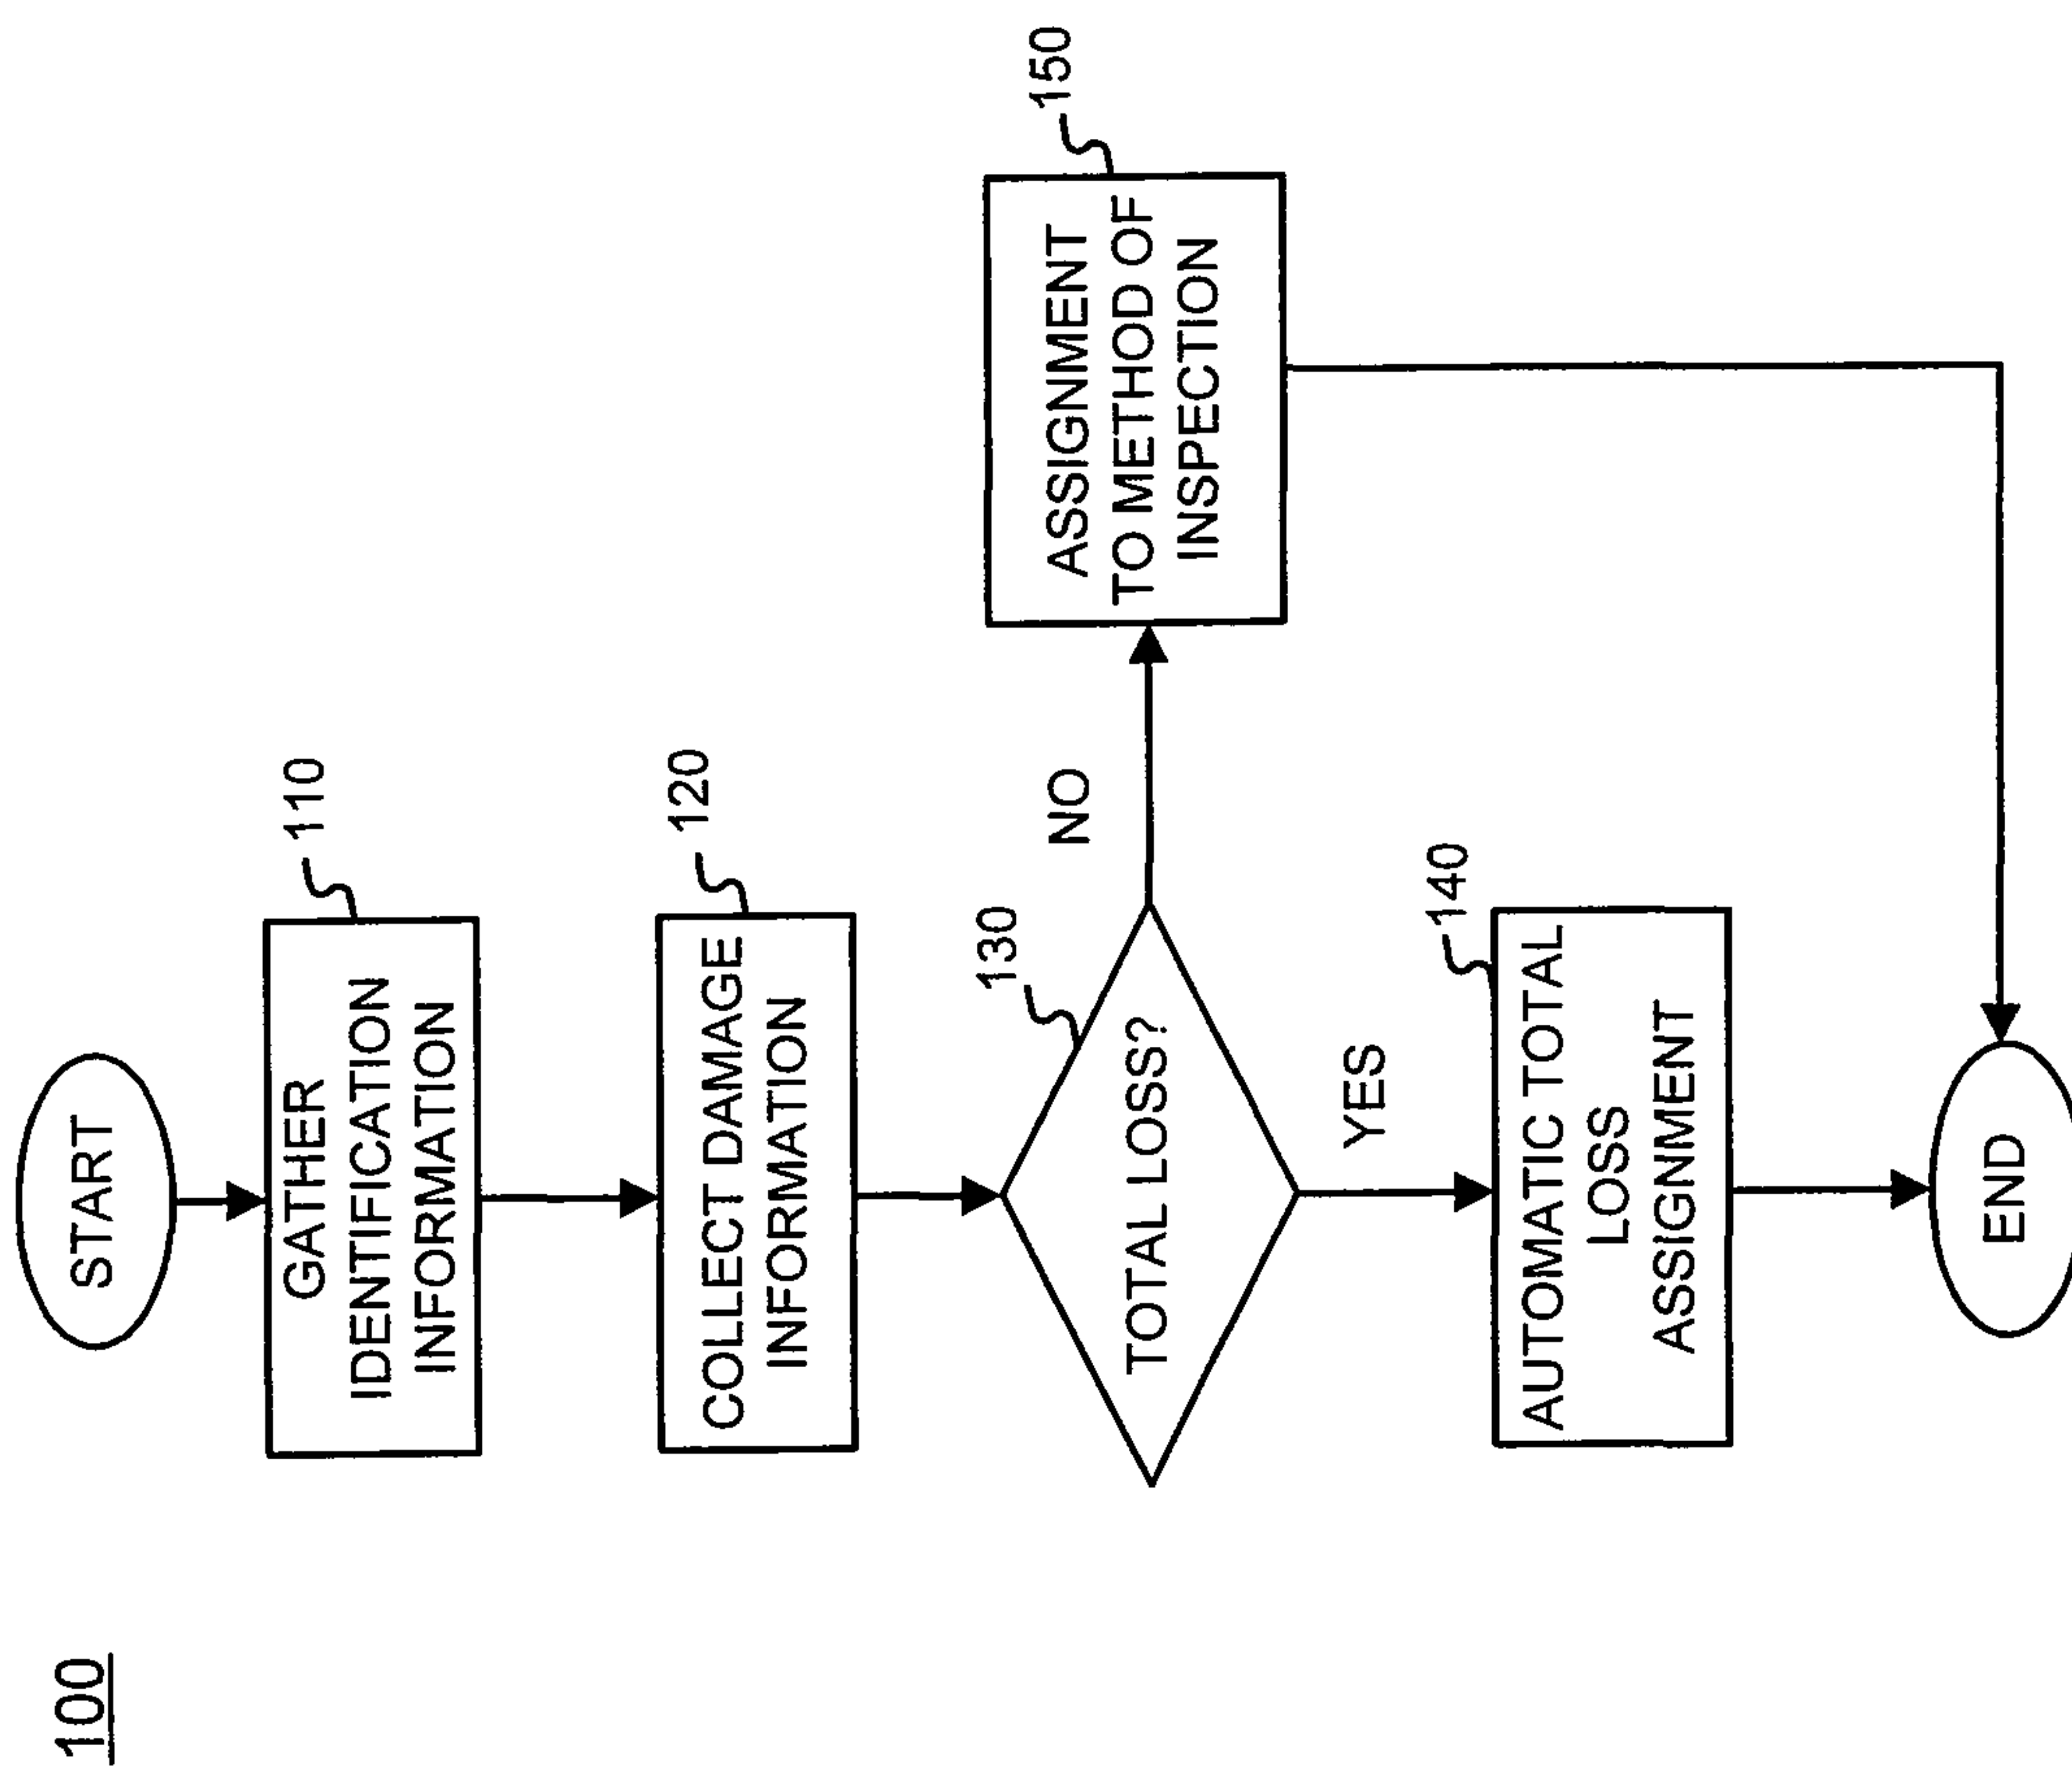 100
START
GATHER
IDENTIFICATION
INFORMATION
110
COLLECT DAMAGE
INFORMATION
120
TOTAL LOSS?
130
NO
ASSIGNMENT
TO METHOD OF
INSPECTION
150
YES
AUTOMATIC TOTAL
LOSS
ASSIGNMENT
140
END